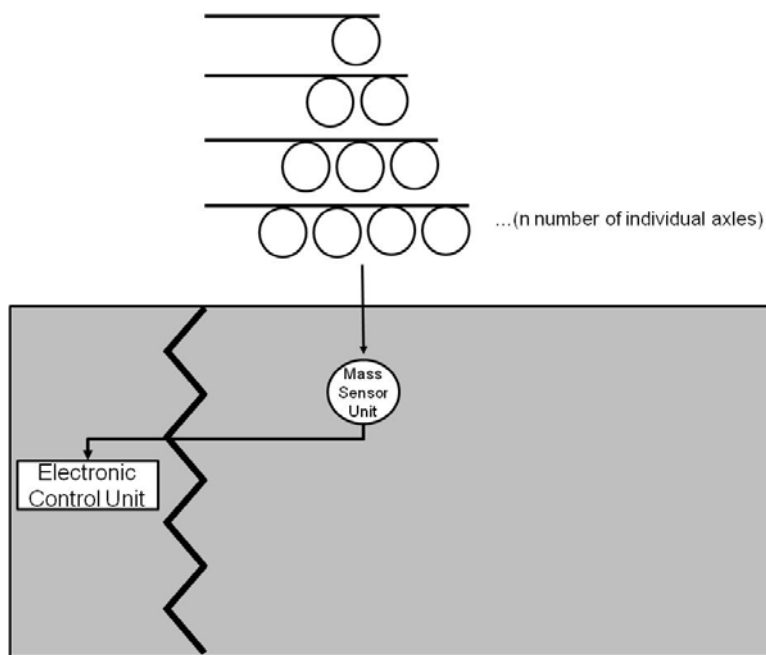 ...(n number of individual axles)
Mass
Sensor
Unit
Electronic
Control Unit